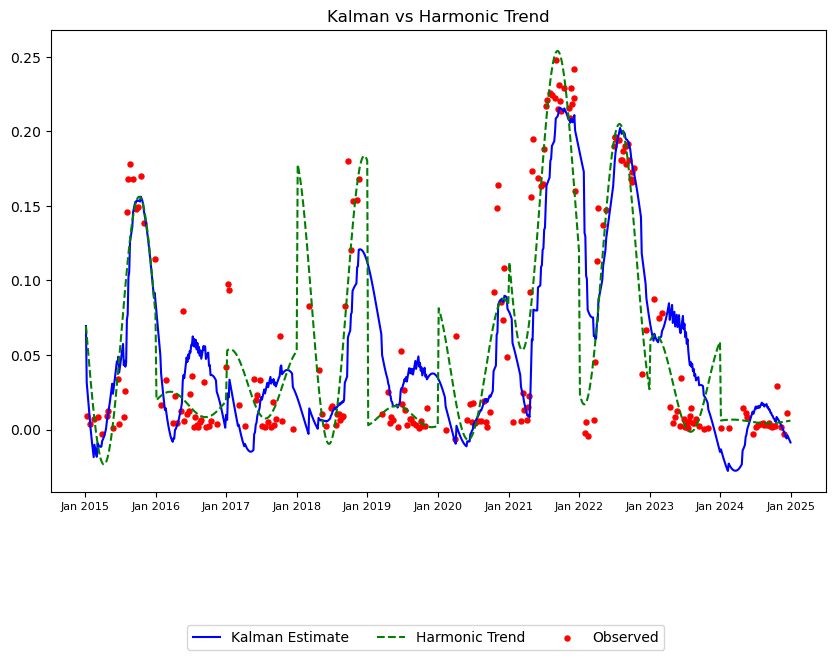 Kalman vs Harmonic Trend
0.25
0.20
0.15
0.10
0.05
0.00
Jan 2015 Jan 2016 Jan 2017 Jan 2018 Jan 2019 Jan 2020 Jan 2021 Jan 2022 Jan 2023 Jan 2024 Jan 2025
Kalman Estimate Harmonic Trend Observed